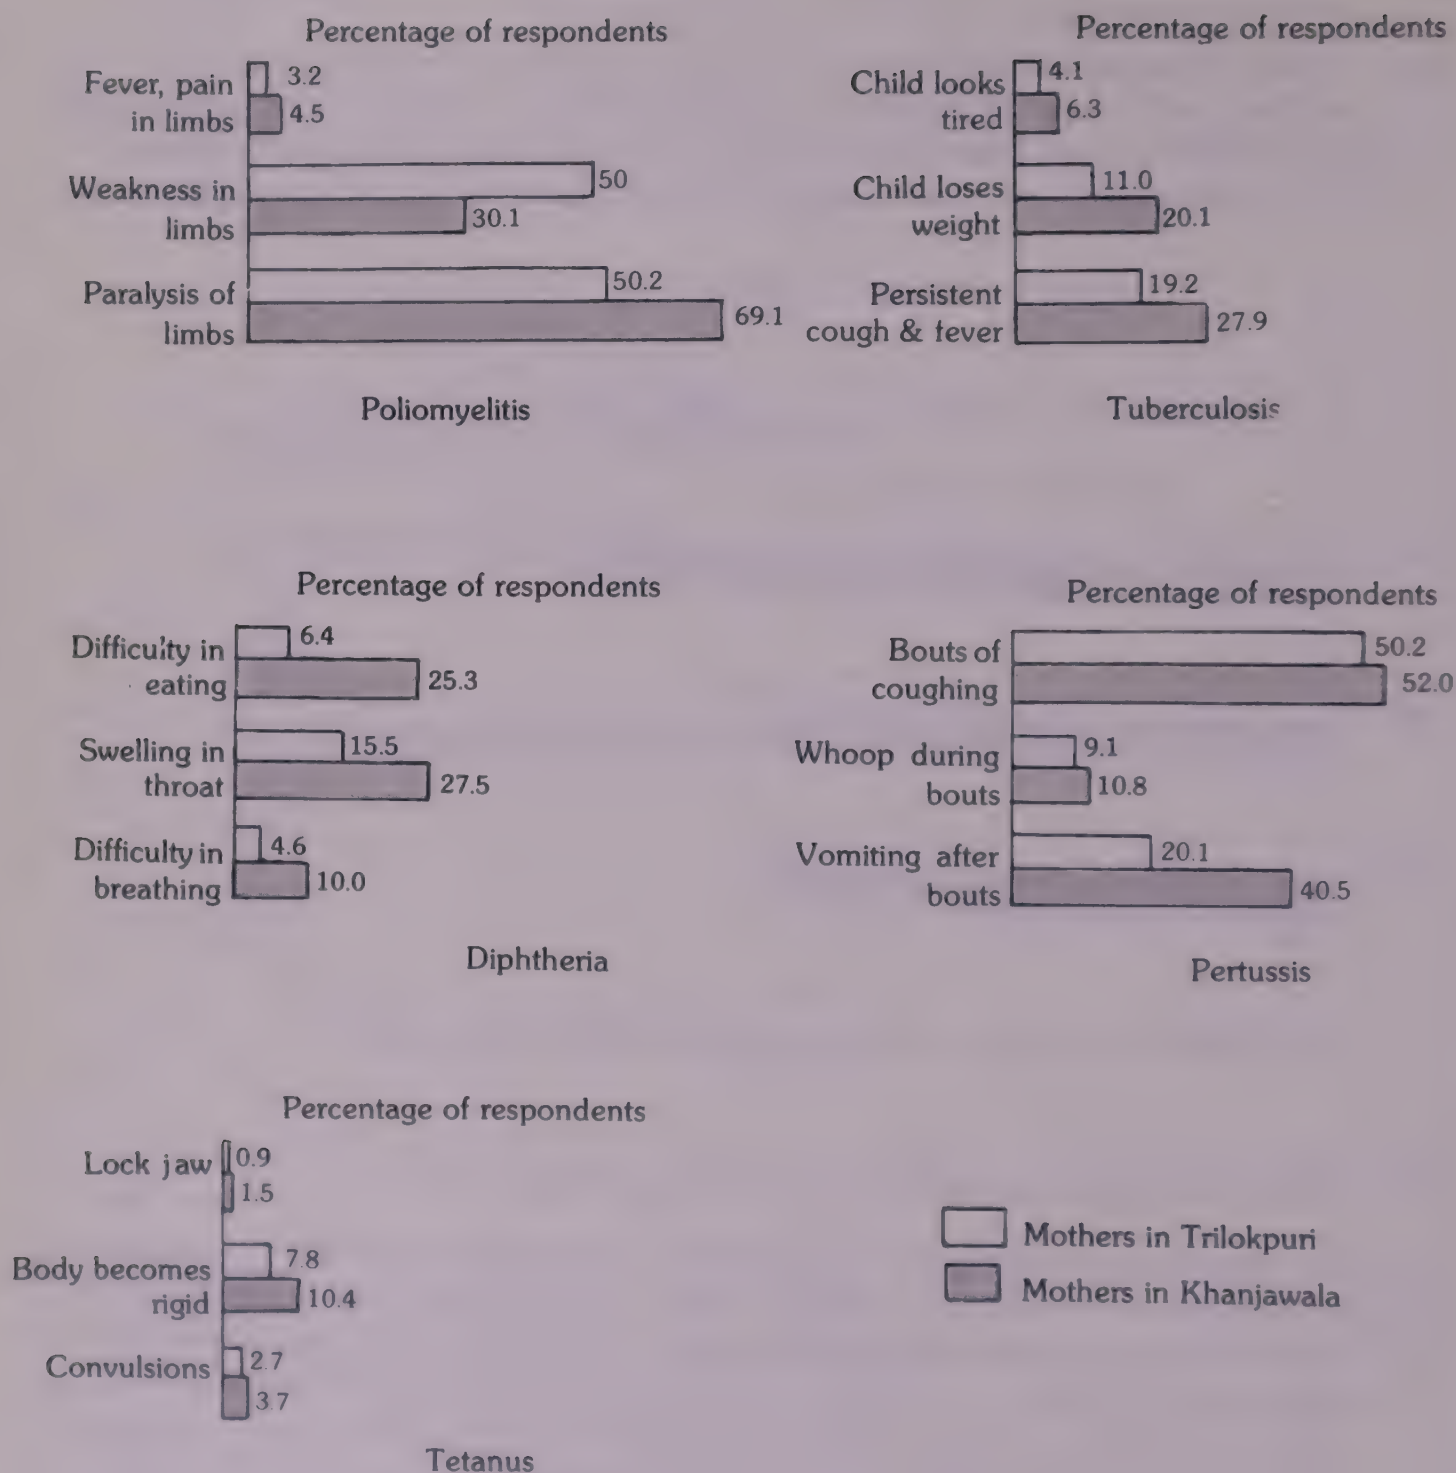 Percentage of respondents
Fever, pain
in limbs
3.2
4.5
Weakness in
limbs
50
30.1
Paralysis of
limbs
50.2
69.1
Poliomyelitis
Percentage of respondents
Child looks
tired
4.1
6.3
Child loses
weight
11.0
20.1
Persistent
cough & fever
19.2
27.9
Tuberculosis
Percentage of respondents
Difficulty in
eating
6.4
25.3
Swelling in
throat
15.5
27.5
Difficulty in
breathing
4.6
10.0
Diphtheria
Percentage of respondents
Bouts of
coughing
50.2
52.0
Whoop during
bouts
9.1
10.8
Vomiting after
bouts
20.1
40.5
Pertussis
Percentage of respondents
Lock jaw
0.9
1.5
Body becomes
rigid
7.8
10.4
Convulsions
2.7
3.7
Tetanus
Mothers in Trilokpuri
Mothers in Khanjawala